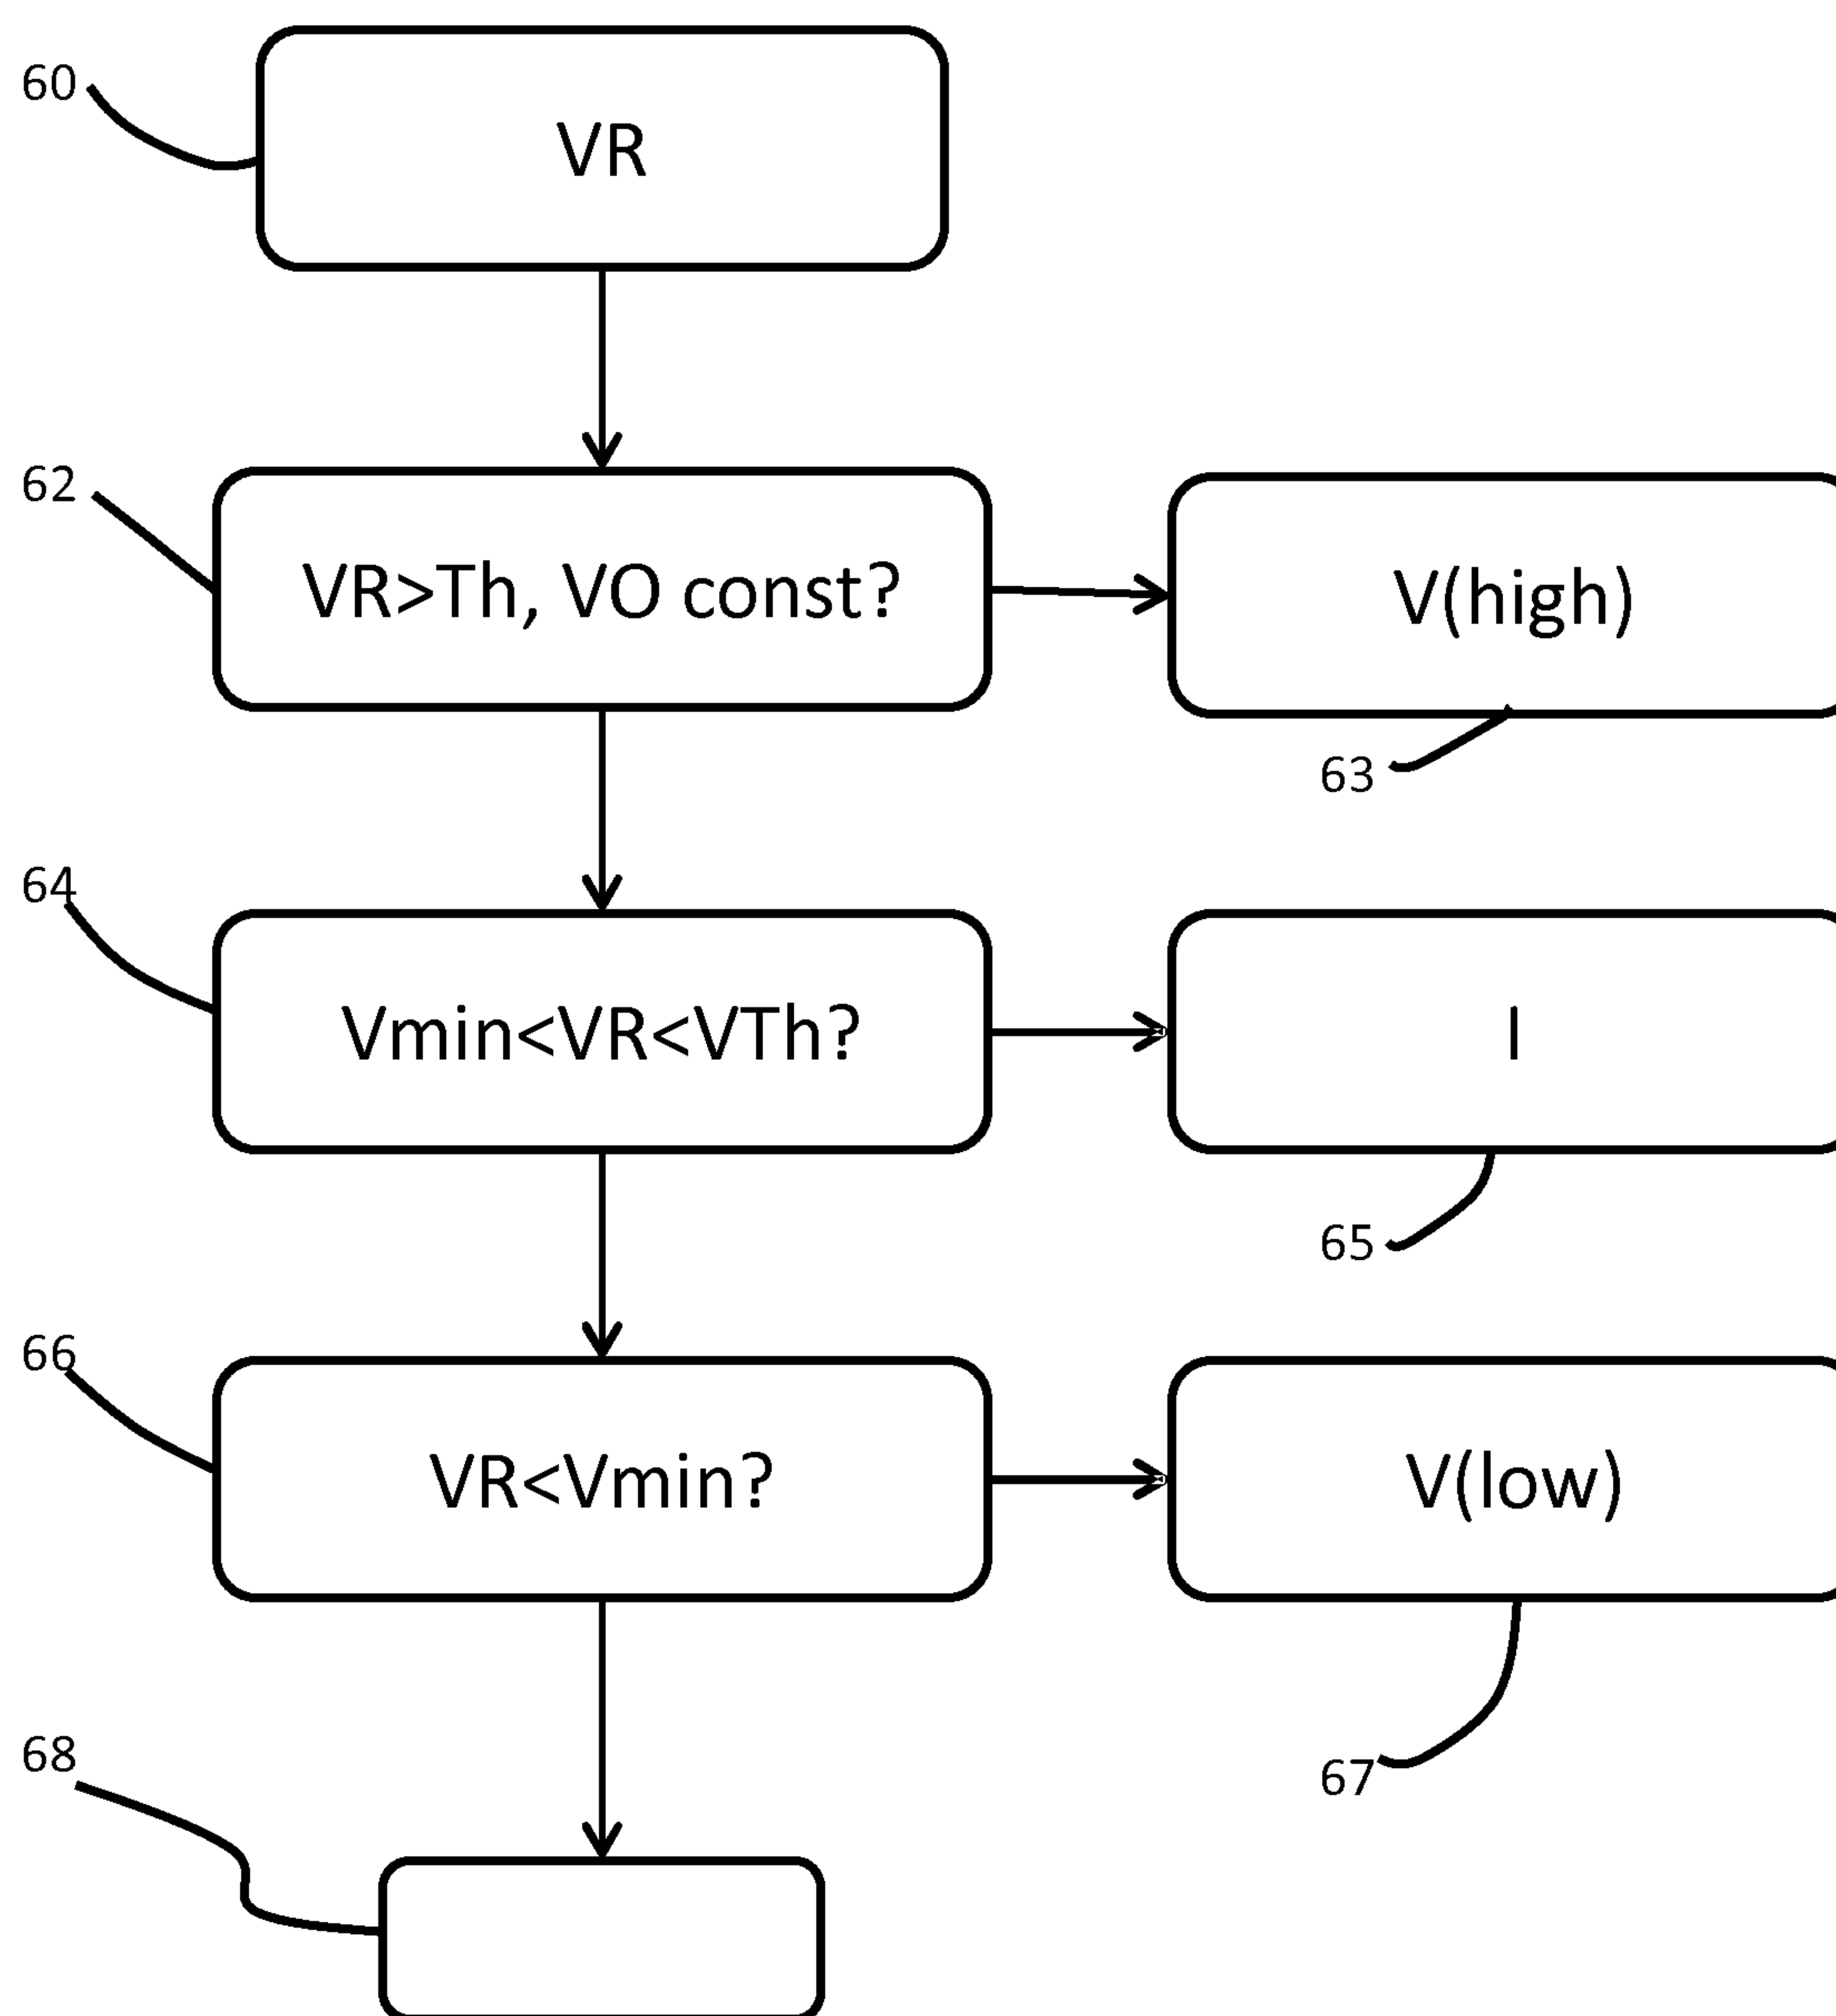 60
VR
62
VR>Th, VO const?
V(high)
63
64
Vmin<VR<VTh?
I
65
66
VR<Vmin?
V(low)
67
68